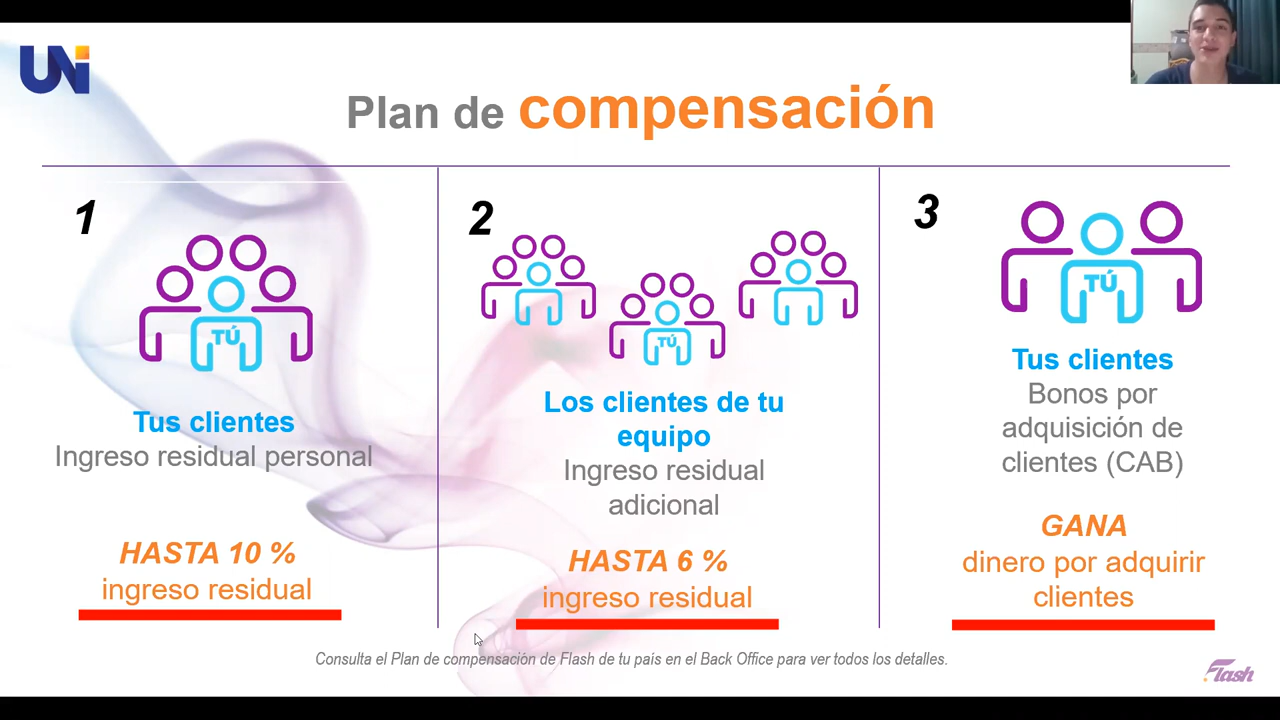 UNi
Plan de compensación
1
TÚ
Tus clientes
Ingreso residual personal
HASTA 10 %
ingreso residual
2
TÚ
Los clientes de tu
equipo
Ingreso residual
adicional
HASTA 6 %
ingreso residual
3
TÚ
Tus clientes
Bonos por
adquisición de
clientes (CAB)
GANA
dinero por adquirir
clientes
Consulta el Plan de compensación de Flash de tu país en el Back Office para ver todos los detalles.
Flash